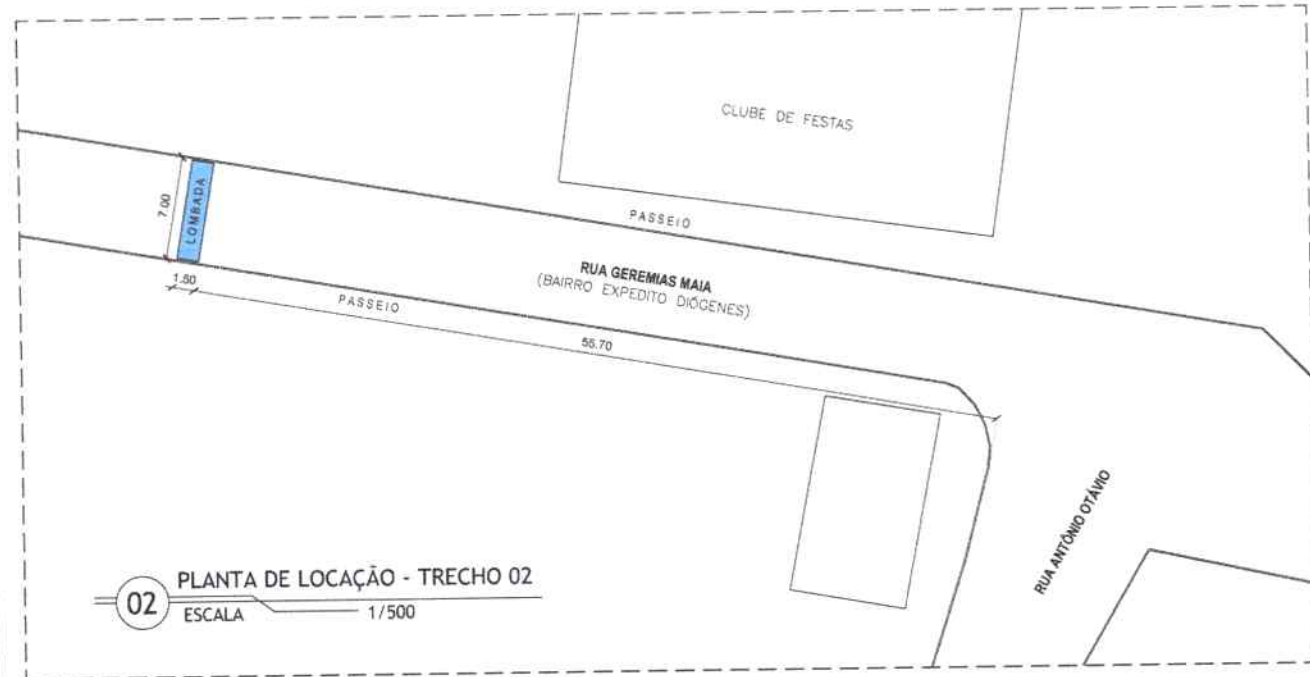 CLUBE DE FESTAS
7.00
LOMBADA
PASSEIO
RUA GEREMIAS MAIA
(BAIRRO EXPEDITO DIÓGENES)
1.50
PASSEIO
55.70
RUA ANTÔNIO OTÁVIO
02
PLANTA DE LOCAÇÃO - TRECHO 02
ESCALA 1/500